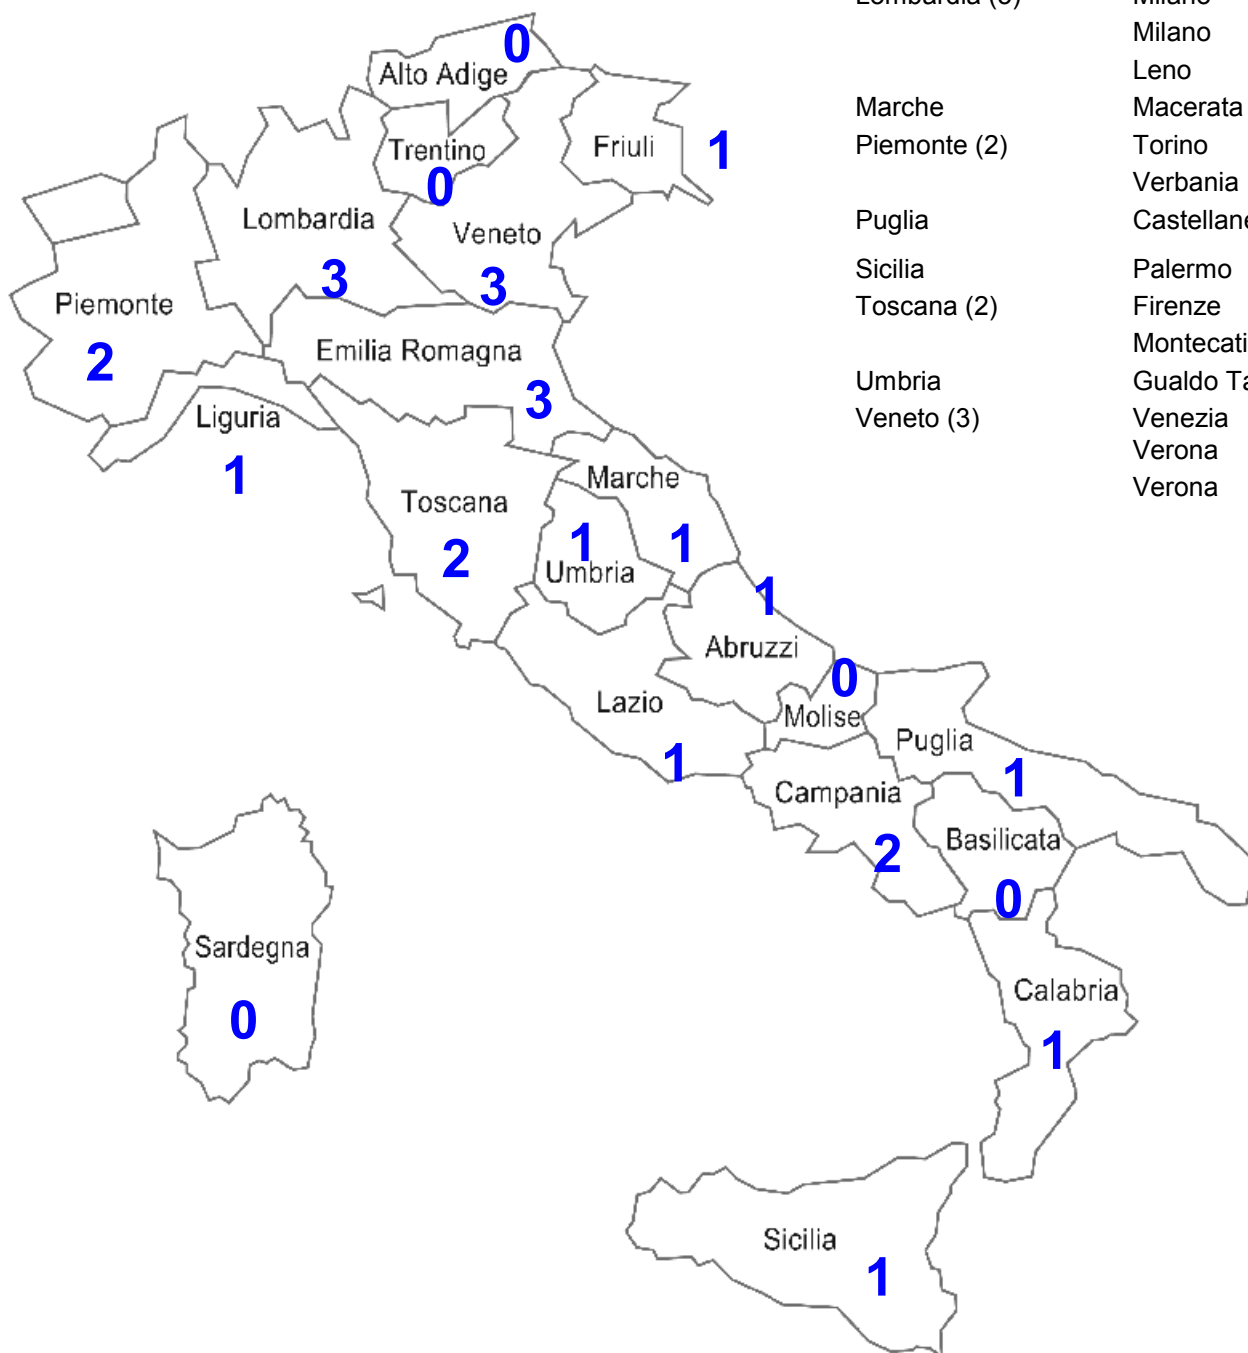 Milano
0 Milano
Alto Adige Leno
Marche Macerata
Trentino Friuli 1 Piemonte (2) Torino
0 Verbania
Lombardia Veneto Puglia
3 3 Sicilia Palermo
Piemonte Toscana (2) Firenze
2 Emilia Romagna
3 Umbria Gualdo
Liguria Veneto (3) Venezia
Verona
1 Marche Verona
Toscana
2 1 1
Umbria
1
Abruzzi
0
Lazio Molise
1 Puglia
1
Campania
2 Basilicata
0
Sardegna
0 Calabria
1
Sicilia
1